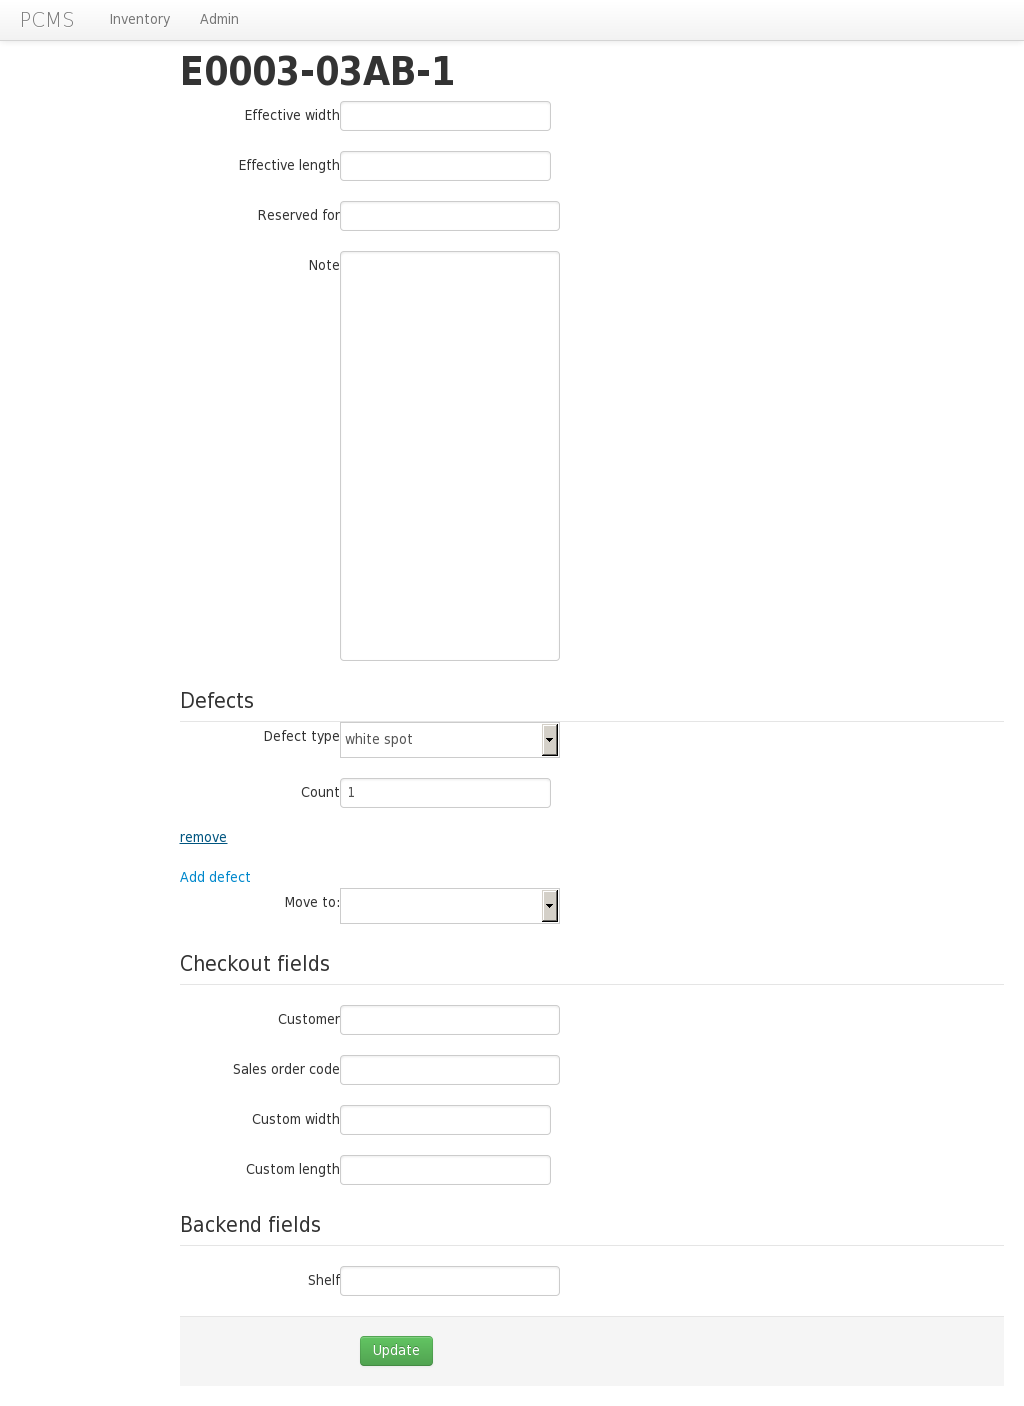 PCMS Inventory Admin
E0003-03AB-1
Effective width
Effective length
Reserved for
Note
Defects
Defect type white spot
Count 1
remove
Add defect
Move to:
Checkout fields
Customer
Sales order code
Custom width
Custom length
Backend fields
Shelf
Update